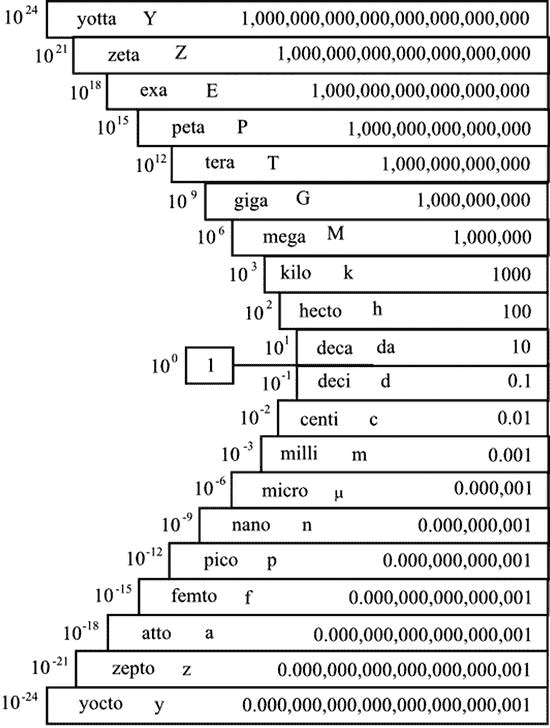 10^24 yotta Y 1,000,000,000,000,000,000,000,000
10^21 zeta Z 1,000,000,000,000,000,000,000
10^18 exa E 1,000,000,000,000,000,000
10^15 peta P 1,000,000,000,000,000
10^12 tera T 1,000,000,000,000
10^9 giga G 1,000,000,000
10^6 mega M 1,000,000
10^3 kilo k 1000
10^2 hecto h 100
10^1 deca da 10
10^0 1
10^-1 deci d 0.1
10^-2 centi c 0.01
10^-3 milli m 0.001
10^-6 micro µ 0.000,001
10^-9 nano n 0.000,000,001
10^-12 pico p 0.000,000,000,001
10^-15 femto f 0.000,000,000,000,001
10^-18 atto a 0.000,000,000,000,000,001
10^-21 zepto z 0.000,000,000,000,000,000,001
10^-24 yocto y 0.000,000,000,000,000,000,000,001